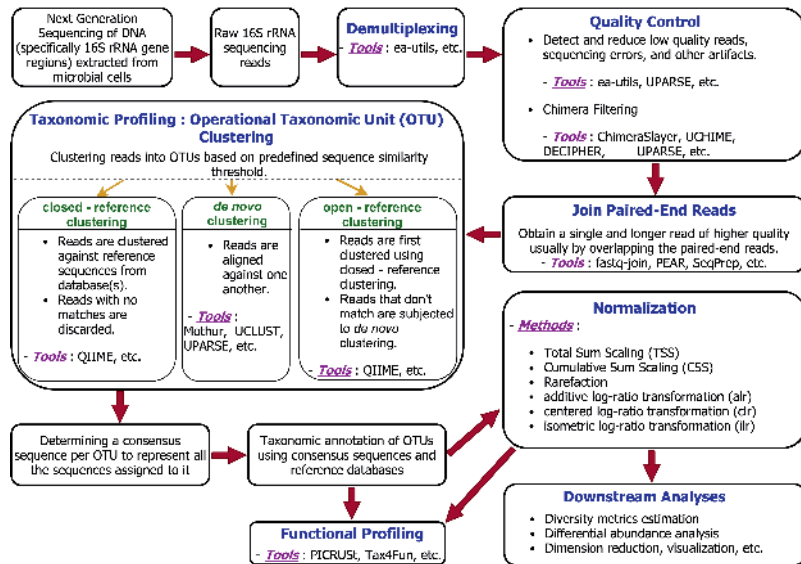 Next Generation
Sequencing of DNA
(specifically 16S rRNA gene
regions) extracted from
microbial cells
Raw 16S rRNA
sequencing
reads
Demultiplexing
- Tools : ea-utils, etc.
Quality Control
• Detect and reduce low quality reads,
sequencing errors, and other artifacts.
- Tools : ea-utils, UPARSE, etc.
• Chimera Filtering
- Tools : ChimeraSlayer, UCHIME,
DECIPHER, UPARSE, etc.
Taxonomic Profiling : Operational Taxonomic Unit (OTU)
Clustering
Clustering reads into OTUs based on predefined sequence similarity
threshold.
closed - reference
clustering
• Reads are clustered
against reference
sequences from
database(s).
• Reads with no
matches are
discarded.
- Tools : QIIME, etc.
de novo
clustering
• Reads are
aligned
against one
another.
- Tools :
Mothur, UCLUST,
UPARSE, etc.
open - reference
clustering
• Reads are first
clustered using
closed - reference
clustering.
• Reads that don't
match are subjected
to de novo
clustering.
- Tools : QIIME, etc.
Join Paired-End Reads
Obtain a single and longer read of higher quality
usually by overlapping the paired-end reads.
- Tools : fastq-join, PEAR, SeqPrep, etc.
Normalization
- Methods :
• Total Sum Scaling (TSS)
• Cumulative Sum Scaling (CSS)
• Rarefaction
• additive log-ratio transformation (alr)
• centered log-ratio transformation (clr)
• isometric log-ratio transformation (ilr)
Determining a consensus
sequence per OTU to represent all
the sequences assigned to it
Taxonomic annotation of OTUs
using consensus sequences and
reference databases
Functional Profiling
- Tools : PICRUSt, Tax4Fun, etc.
Downstream Analyses
• Diversity metrics estimation
• Differential abundance analysis
• Dimension reduction, visualization, etc.